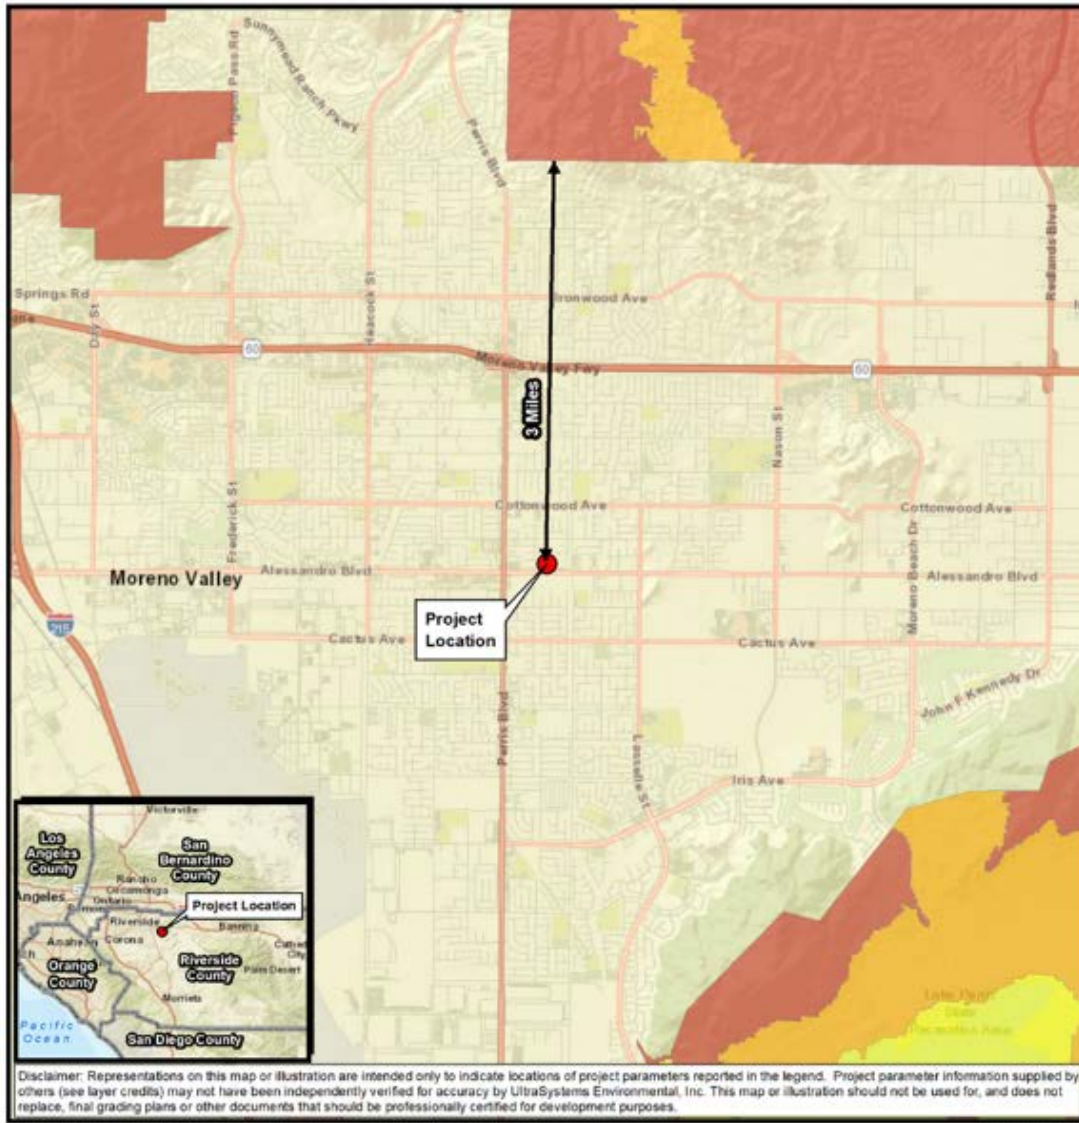 Sunnymead Ranch Pkwy
Pigeon Pass Rd
Perris Blvd
Redlands Blvd
Springs Rd
Ironwood Ave
Day St
Heacock St
60
Moreno Valley Fwy
60
3 Miles
Nason St
Frederick St
Cottonwood Ave
Cottonwood Ave
Moreno Beach Dr
Moreno Valley
Alessandro Blvd
Alessandro Blvd
Project
Location
215
Cactus Ave
Cactus Ave
John F Kennedy Dr
Perris Blvd
Lasselle St
Iris Ave
Victorville
Los
Angeles
County
San
Bernardino
County
Rancho
Cucamonga
Angeles
Ontario
Project Location
Riverside
Banning
Anaheim
Corona
Cathedral
City
Orange
County
Riverside
County
Palm Desert
Murrieta
Pacific
Ocean
San Diego County
State
Recreation Area
Disclaimer: Representations on this map or illustration are intended only to indicate locations of project parameters reported in the legend. Project parameter information supplied by
others (see layer credits) may not have been independently verified for accuracy by UltraSystems Environmental, Inc. This map or illustration should not be used for, and does not
replace, final grading plans or other documents that should be professionally certified for development purposes.